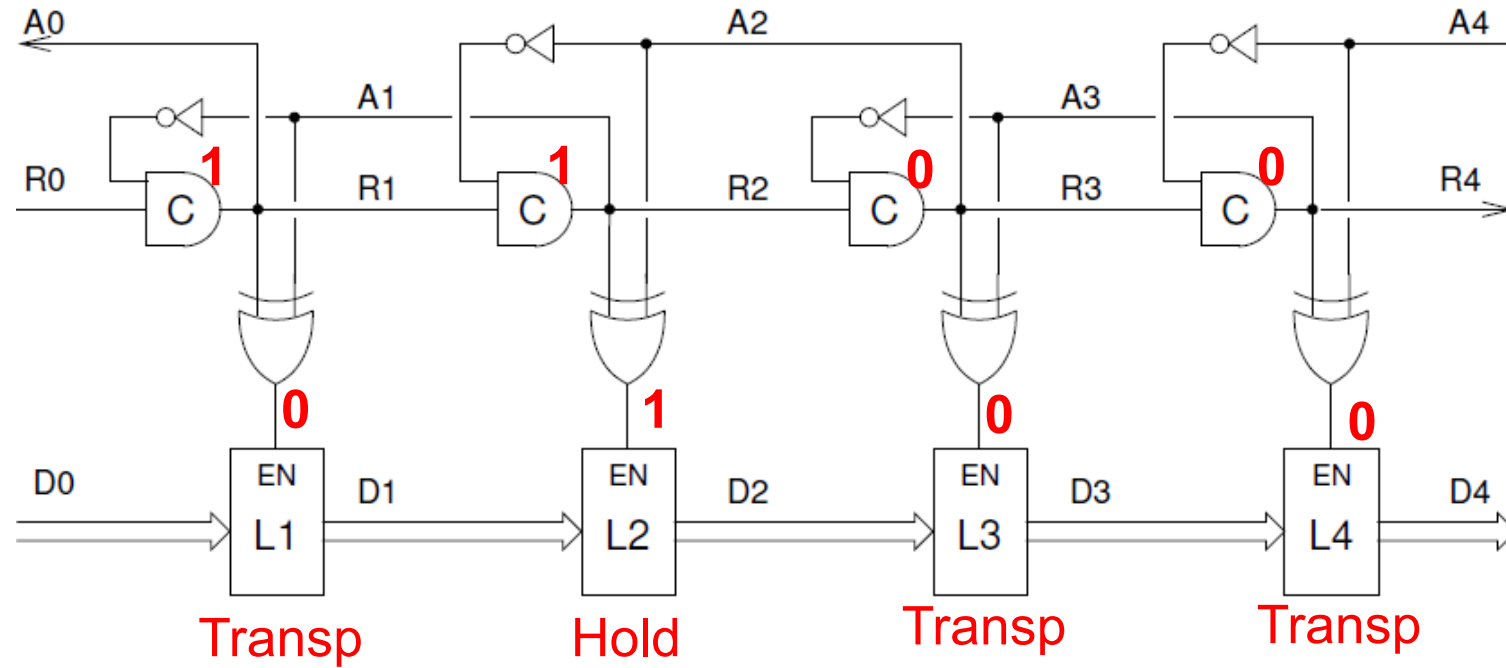 A0 A2 A4
A1 A3
1 1 0 0
R0 C R1 C R2 C R3 C R4
0 1 0 0
D0 EN D1 EN D2 EN D3 EN D4
L1 L2 L3 L4
Transp Hold Transp Transp